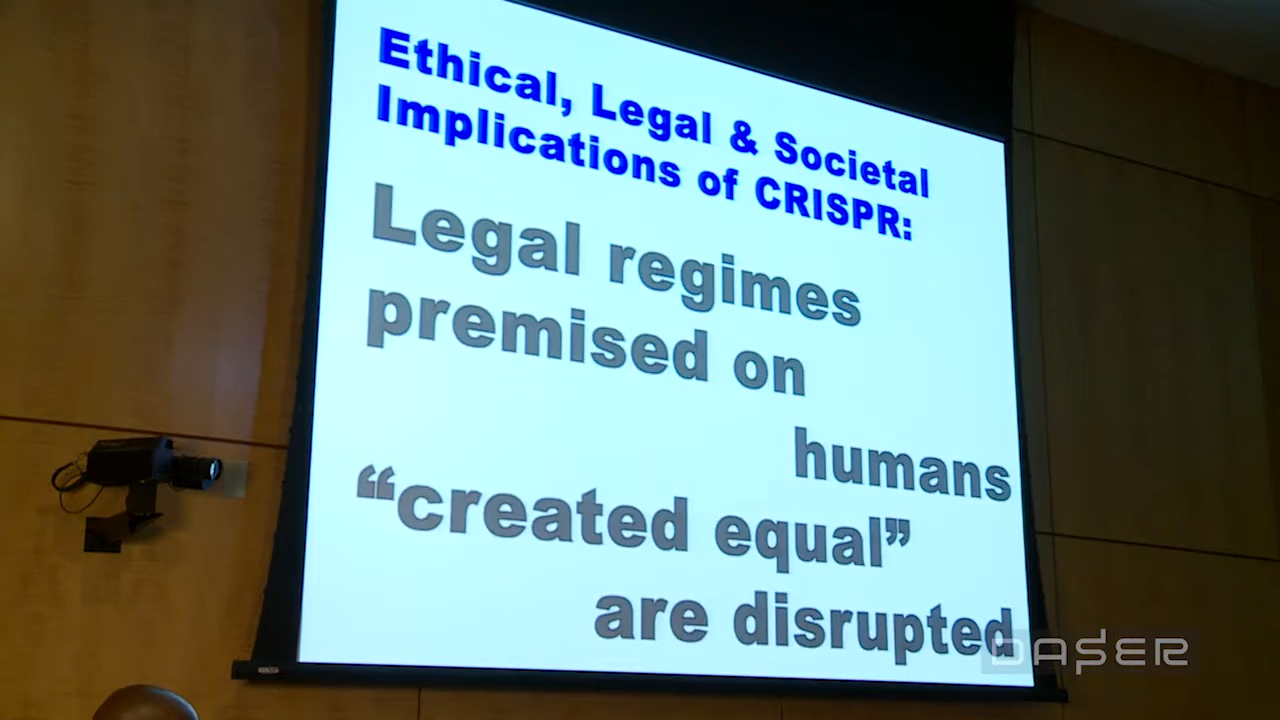 Ethical, Legal & Societal
Implications of CRISPR:
Legal regimes
premised on
humans
“created equal”
are disrupted
DASER